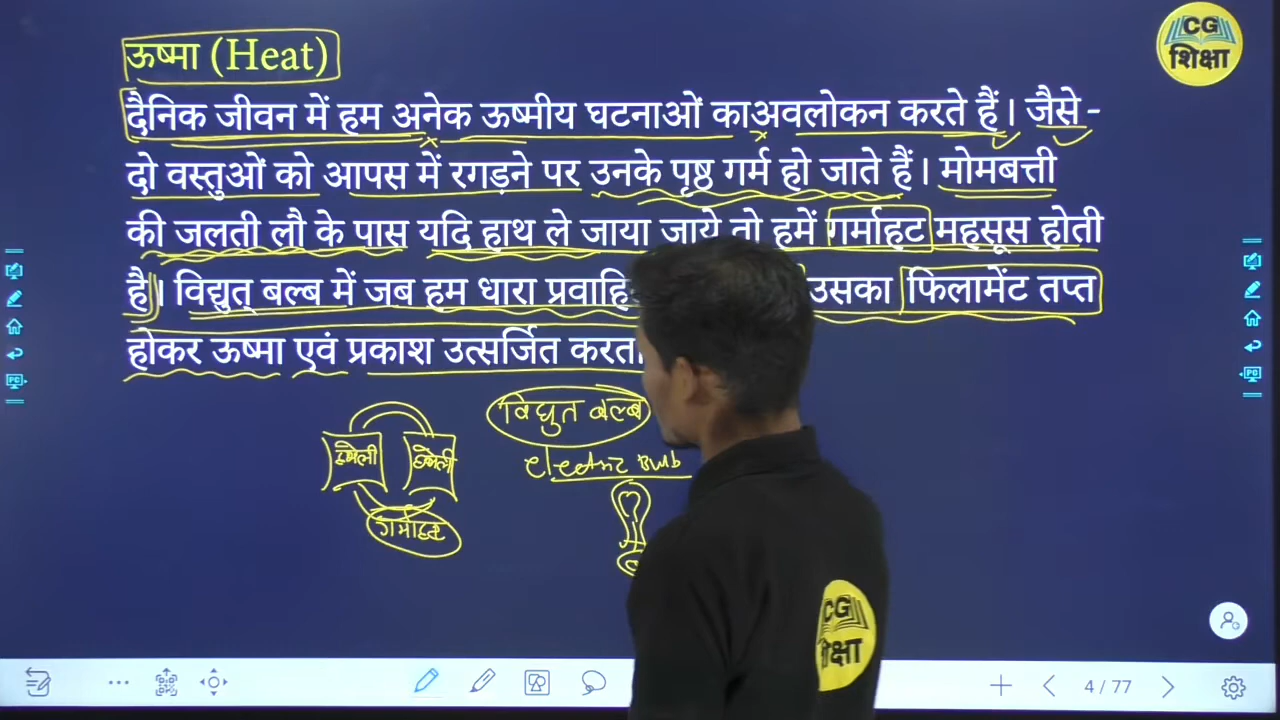 ऊष्मा (Heat)
CG
शिक्षा
दैनिक जीवन में हम अनेक ऊष्मीय घटनाओं काअवलोकन करते हैं। जैसे -
दो वस्तुओं को आपस में रगड़ने पर उनके पृष्ठ गर्म हो जाते हैं। मोमबत्ती
की जलती लौ के पास यदि हाथ ले जाया जाये तो हमें गर्माहट महसूस होती
है। विद्युत् बल्ब में जब हम धारा प्रवाहि उसका फिलामेंट तप्त
होकर ऊष्मा एवं प्रकाश उत्सर्जित करता
विद्युत बल्ब
हथेली हथेली
electric Bulb
गर्माहट
CG
शिक्षा
4 / 77